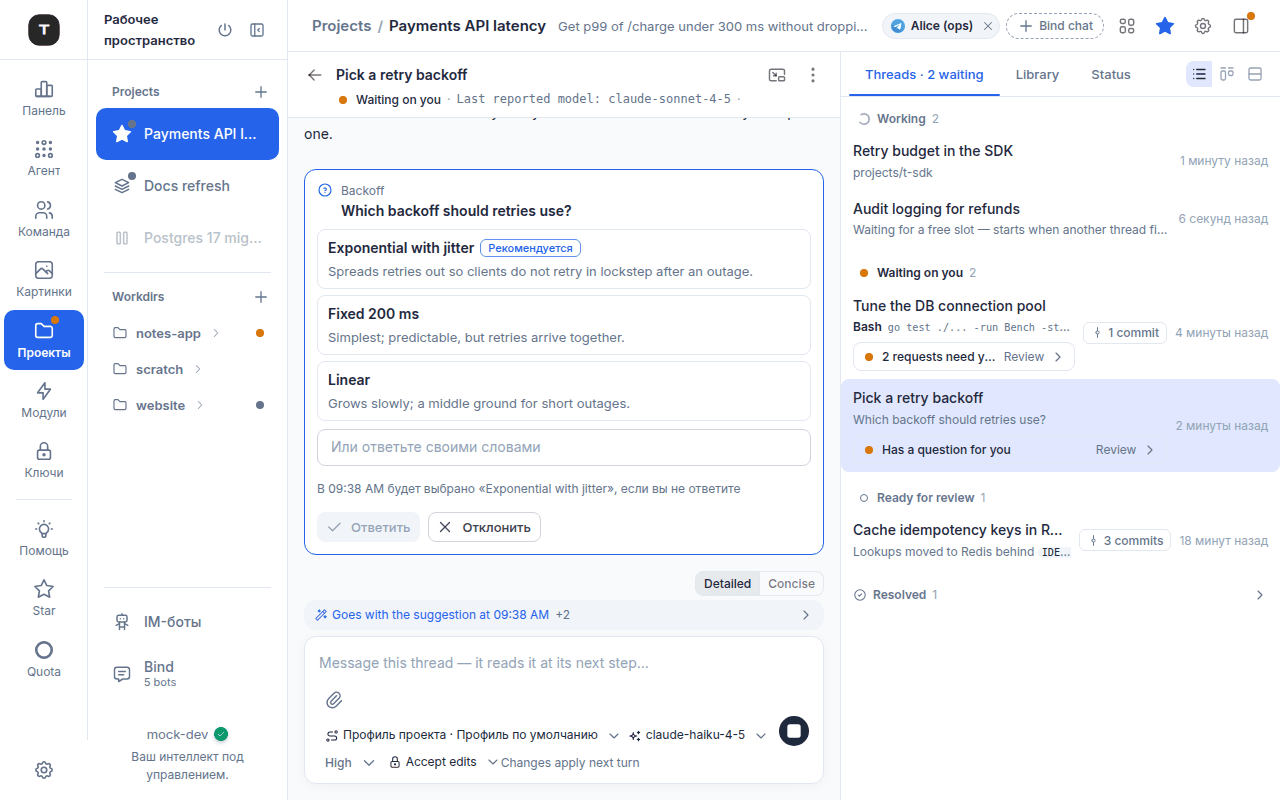 T
Рабочее пространство
Панель
Агент
Команда
Картинки
Проекты
Модули
Ключи
Помощь
Star
Quota
Projects
Payments API l...
Docs refresh
Postgres 17 mig...
Workdirs
notes-app
scratch
website
IM-боты
Bind
5 bots
mock-dev
Ваш интеллект под управлением.
Projects / Payments API latency Get p99 of /charge under 300 ms without droppi... Alice (ops) Bind chat
Pick a retry backoff
Waiting on you · Last reported model: claude-sonnet-4-5 ·
one.
Backoff
Which backoff should retries use?
Exponential with jitter Рекомендуется
Spreads retries out so clients do not retry in lockstep after an outage.
Fixed 200 ms
Simplest; predictable, but retries arrive together.
Linear
Grows slowly; a middle ground for short outages.
Или ответьте своими словами
В 09:38 AM будет выбрано «Exponential with jitter», если вы не ответите
Ответить Отклонить
Detailed Concise
Goes with the suggestion at 09:38 AM +2
Message this thread — it reads it at its next step...
Профиль проекта · Профиль по умолчанию claude-haiku-4-5
High Accept edits Changes apply next turn
Threads · 2 waiting Library Status
Working 2
Retry budget in the SDK
projects/t-sdk
1 минуту назад
Audit logging for refunds
Waiting for a free slot — starts when another thread fi...
6 секунд назад
Waiting on you 2
Tune the DB connection pool
Bash go test ./... -run Bench -st...
1 commit 4 минуты назад
2 requests need y... Review
Pick a retry backoff
Which backoff should retries use?
2 минуты назад
Has a question for you Review
Ready for review 1
Cache idempotency keys in R...
Lookups moved to Redis behind IDE...
3 commits 18 минут назад
Resolved 1